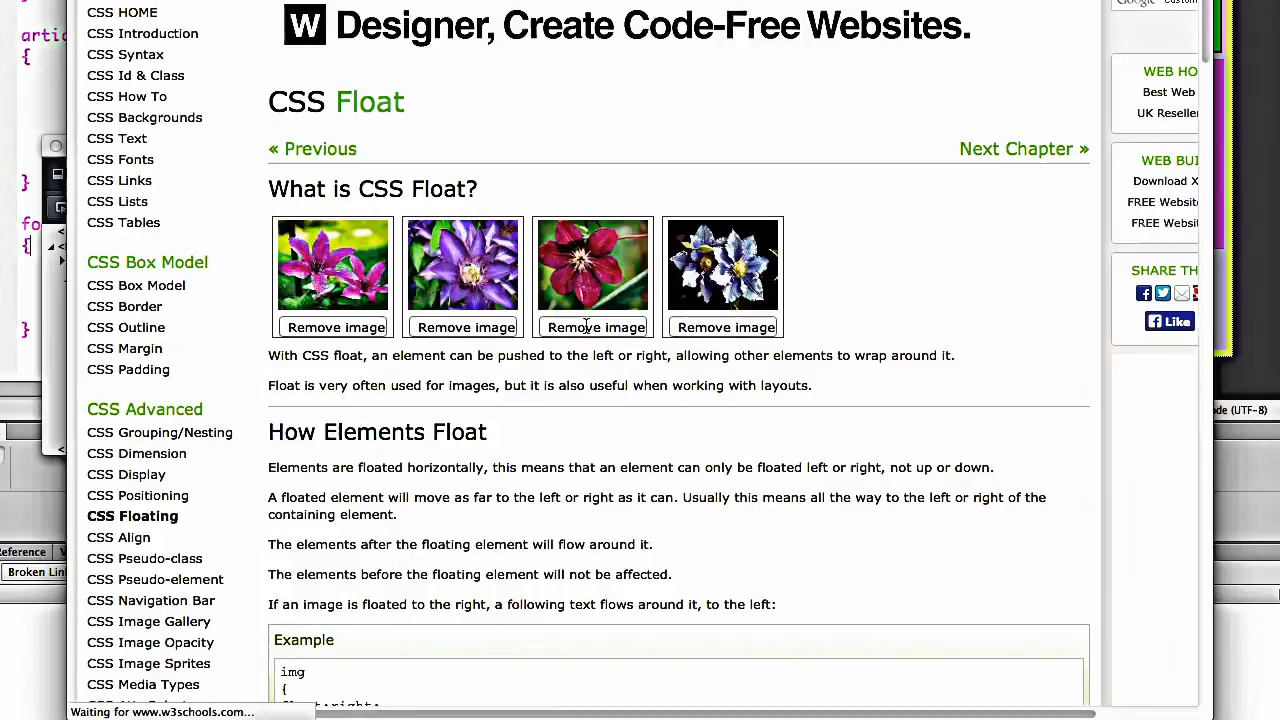 CSS HOME
CSS Introduction
CSS Syntax
CSS Id & Class
CSS How To
CSS Backgrounds
CSS Text
CSS Fonts
CSS Links
CSS Lists
CSS Tables
CSS Box Model
CSS Box Model
CSS Border
CSS Outline
CSS Margin
CSS Padding
CSS Advanced
CSS Grouping/Nesting
CSS Dimension
CSS Display
CSS Positioning
CSS Floating
CSS Align
CSS Pseudo-class
CSS Pseudo-element
CSS Navigation Bar
CSS Image Gallery
CSS Image Opacity
CSS Image Sprites
CSS Media Types
W Designer, Create Code-Free Websites.
CSS Float
« Previous
Next Chapter »
What is CSS Float?
Remove image
Remove image
Remove image
Remove image
With CSS float, an element can be pushed to the left or right, allowing other elements to wrap around it.
Float is very often used for images, but it is also useful when working with layouts.
How Elements Float
Elements are floated horizontally, this means that an element can only be floated left or right, not up or down.
A floated element will move as far to the left or right as it can. Usually this means all the way to the left or right of the
containing element.
The elements after the floating element will flow around it.
The elements before the floating element will not be affected.
If an image is floated to the right, a following text flows around it, to the left:
Example
img
{
float:right;
WEB HO
Best Web
UK Reselle
WEB BUI
Download X
FREE Website
FREE Website
SHARE TH
Like
artic
{
}
fo
{
}
ode (UTF-8)
Reference
Broken Lin
Waiting for www.w3schools.com...